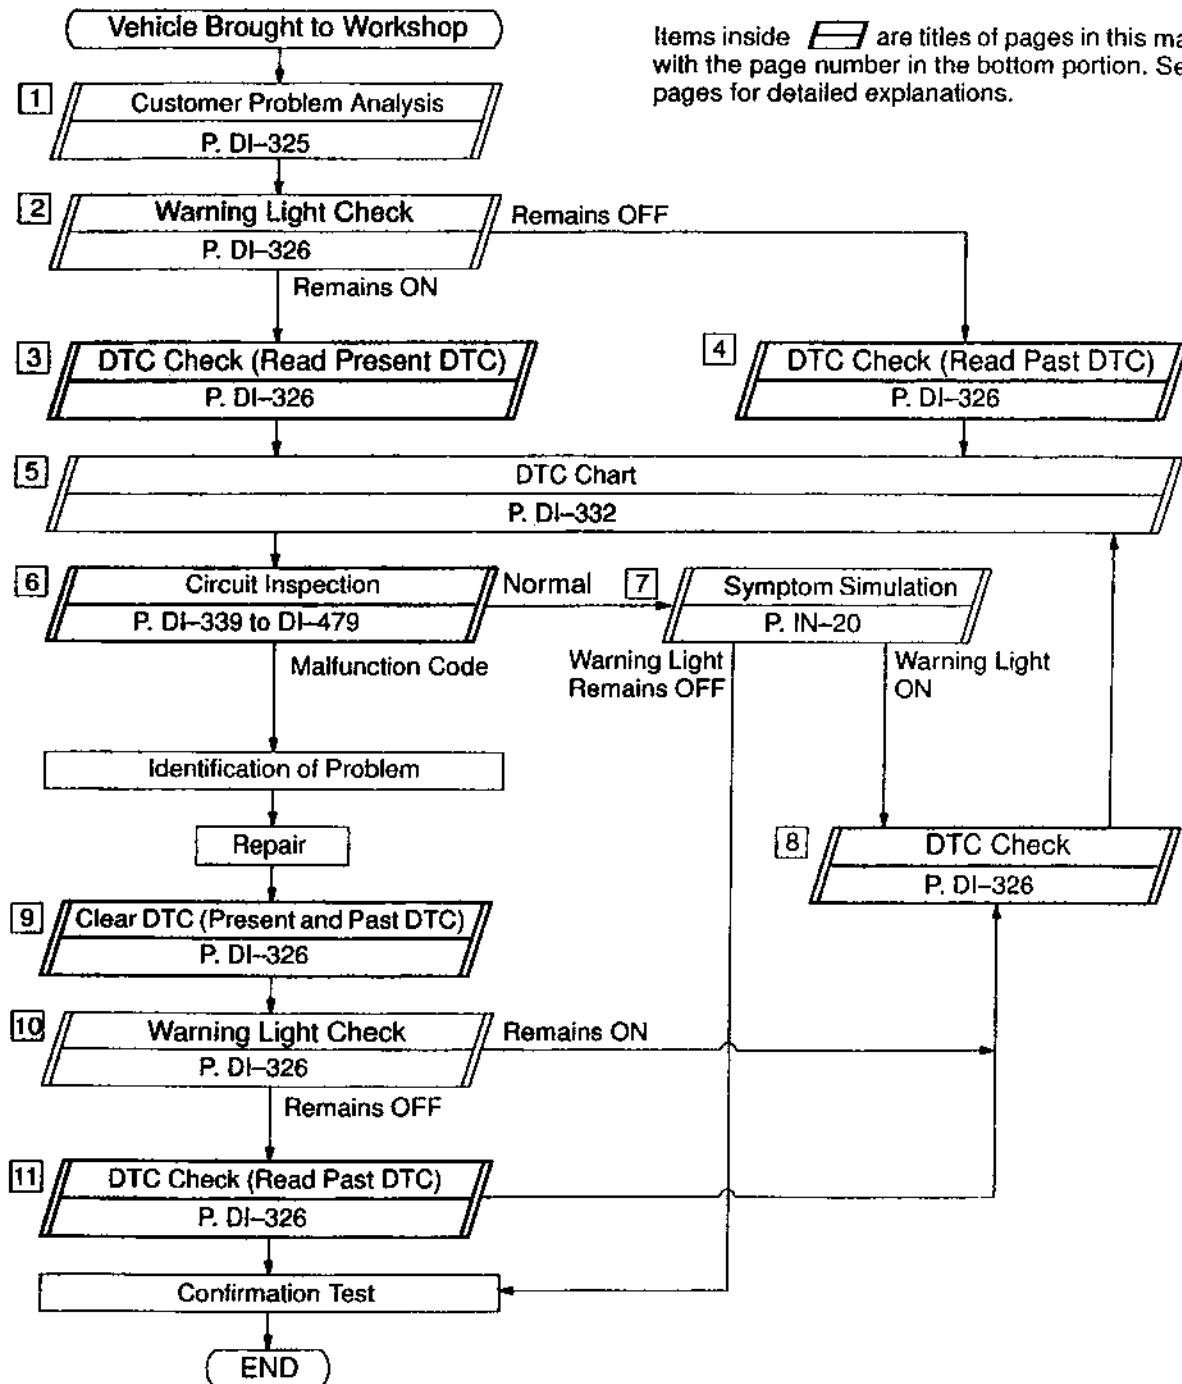 Vehicle Brought to Workshop
Items inside are titles of pages in this
with the page number in the bottom portion.
pages for detailed explanations.
1
Customer Problem Analysis
P. DI–325
2
Warning Light Check
P. DI–326
Remains OFF
Remains ON
3
DTC Check (Read Present DTC)
P. DI–326
4
DTC Check (Read Past DTC)
P. DI–326
5
DTC Chart
P. DI–332
6
Circuit Inspection
P. DI–339 to DI–479
Normal
7
Symptom Simulation
P. IN–20
Malfunction Code
Warning Light
Remains OFF
Warning Light
ON
Identification of Problem
Repair
8
DTC Check
P. DI–326
9
Clear DTC (Present and Past DTC)
P. DI–326
10
Warning Light Check
P. DI–326
Remains ON
Remains OFF
11
DTC Check (Read Past DTC)
P. DI–326
Confirmation Test
END